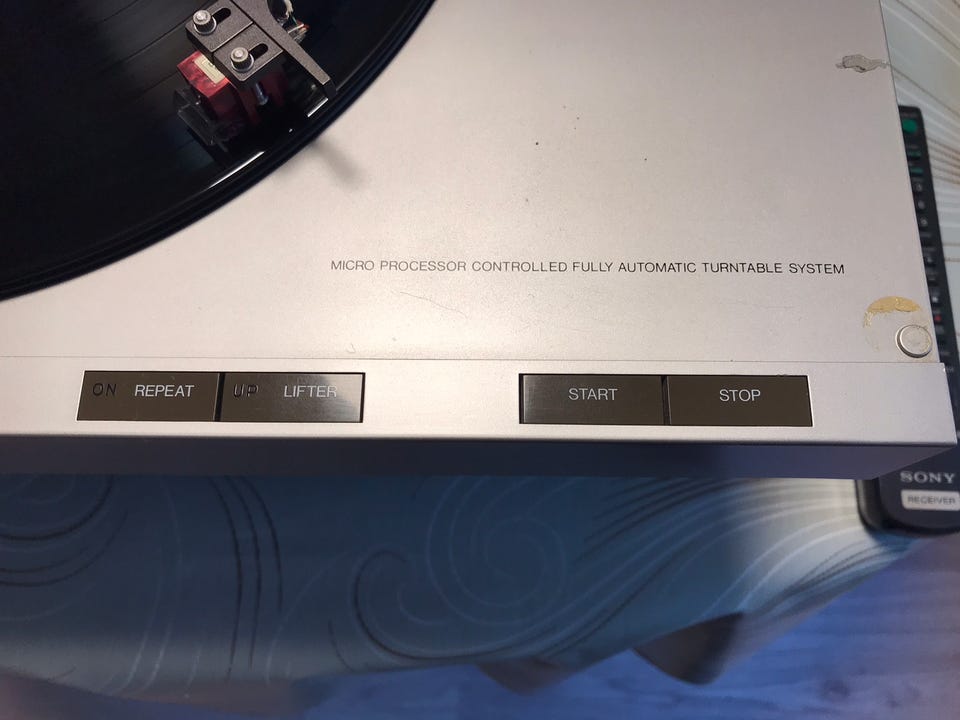 MICRO PROCESSOR CONTROLLED FULLY AUTOMATIC TURNTABLE SYSTEM
ON REPEAT UP LIFTER START STOP
SONY
RECEIVER